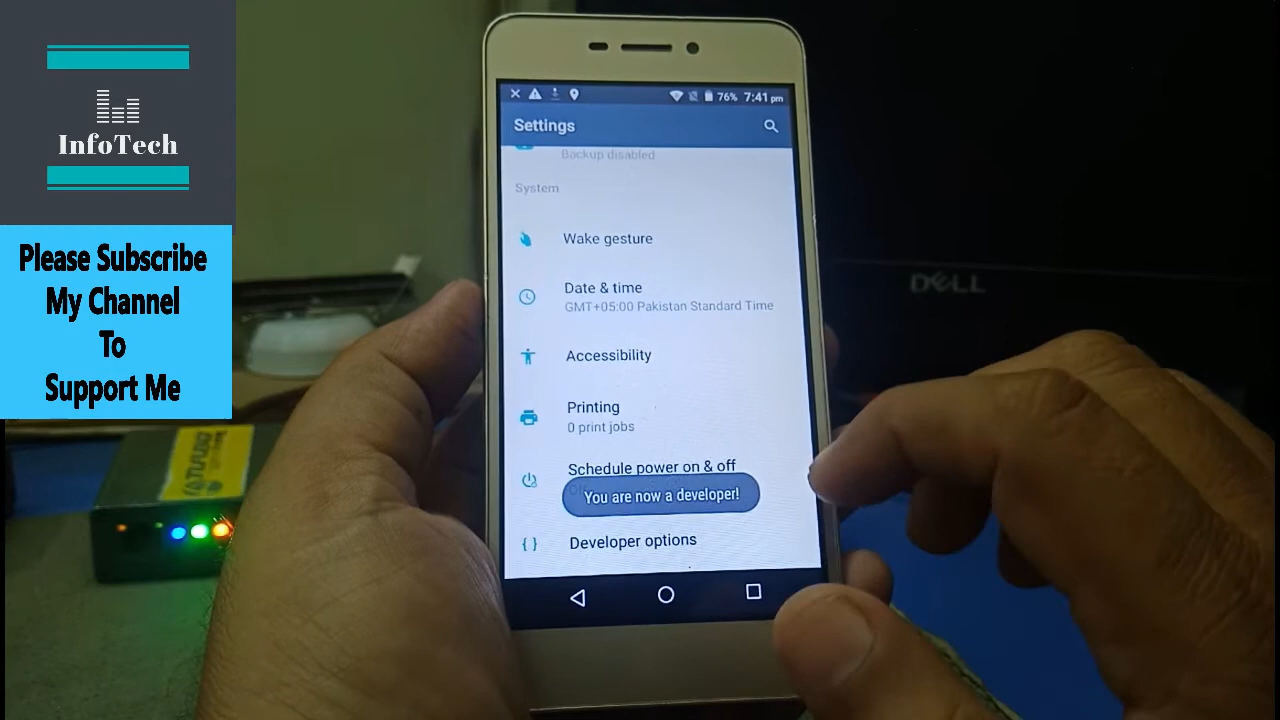 InfoTech
Please Subscribe
My Channel
To
Support Me
76% 7:41 pm
Settings
Backup disabled
System
Wake gesture
Date & time
GMT+05:00 Pakistan Standard Time
Accessibility
Printing
0 print jobs
Schedule power on & off
You are now a developer!
{ } Developer options
DELL